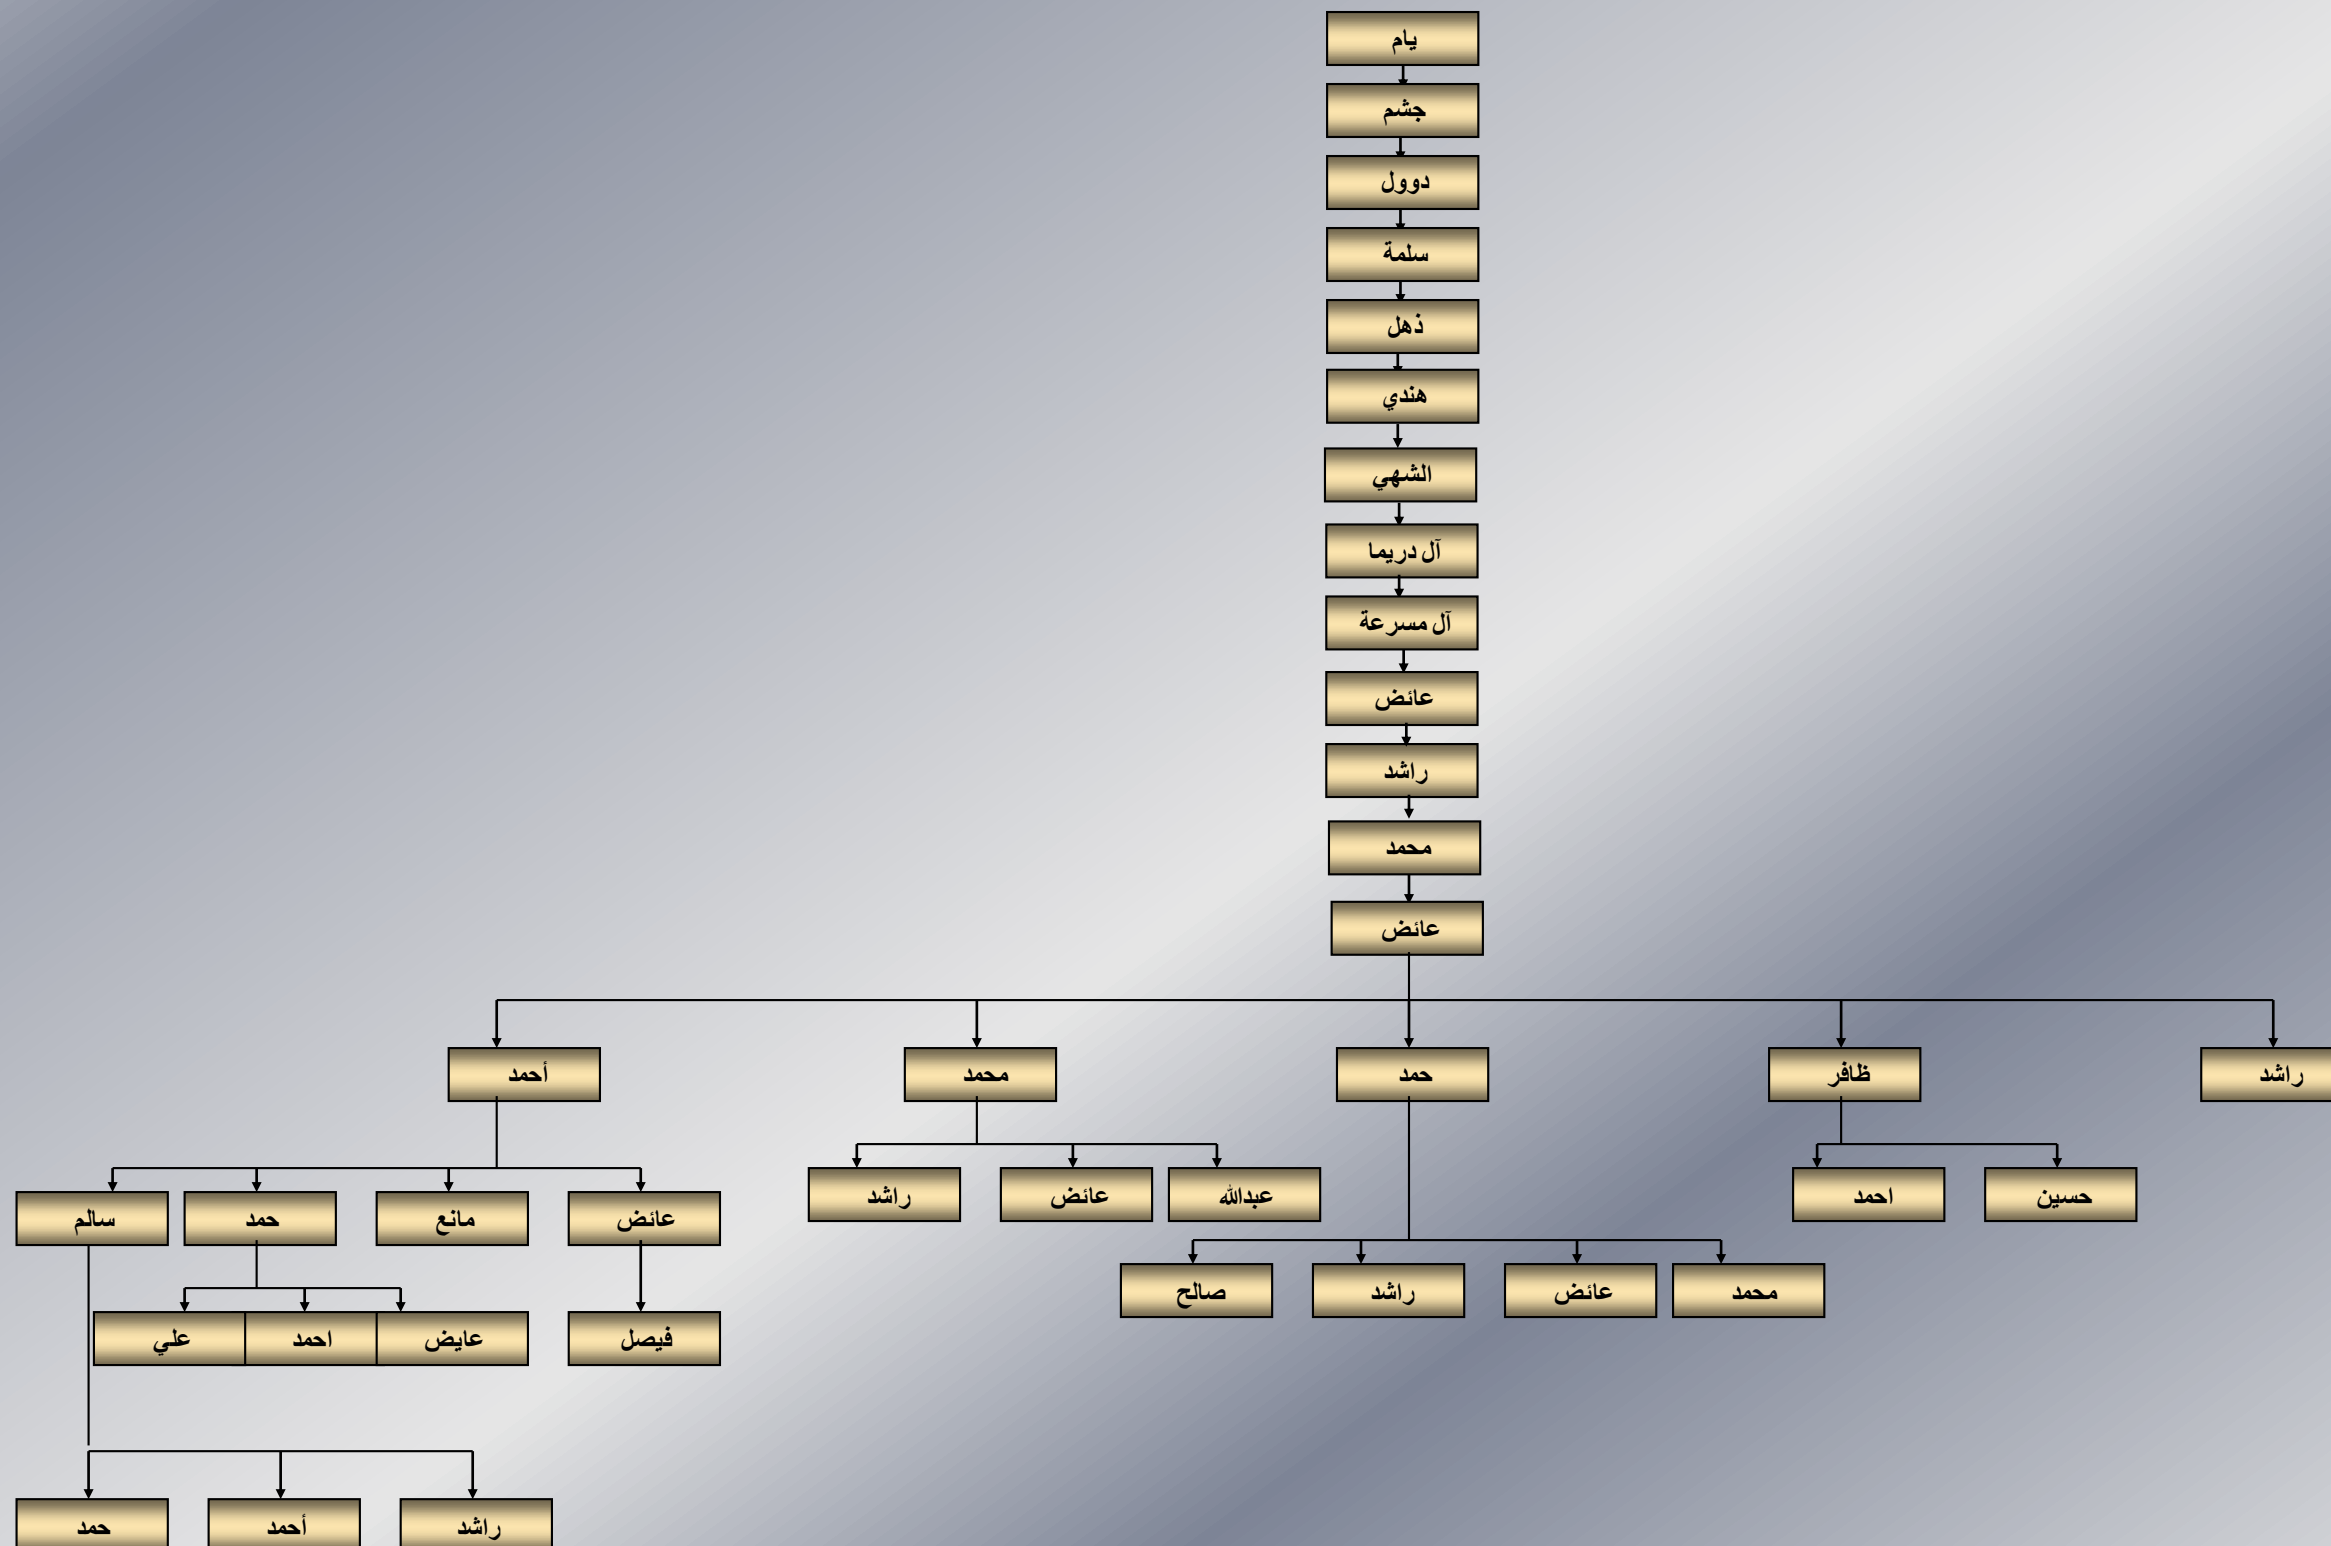 يام
جشم
دوول
سلمة
ذهل
هندي
الشهي
آل دريما
آل مسرعة
عائض
راشد
محمد
عائض
راشد
ظافر
حمد
محمد
أحمد
حسين
احمد
عبدالله
عائض
راشد
عائض
مانع
حمد
سالم
محمد
عائض
راشد
صالح
فيصل
عايض
احمد
علي
راشد
أحمد
حمد